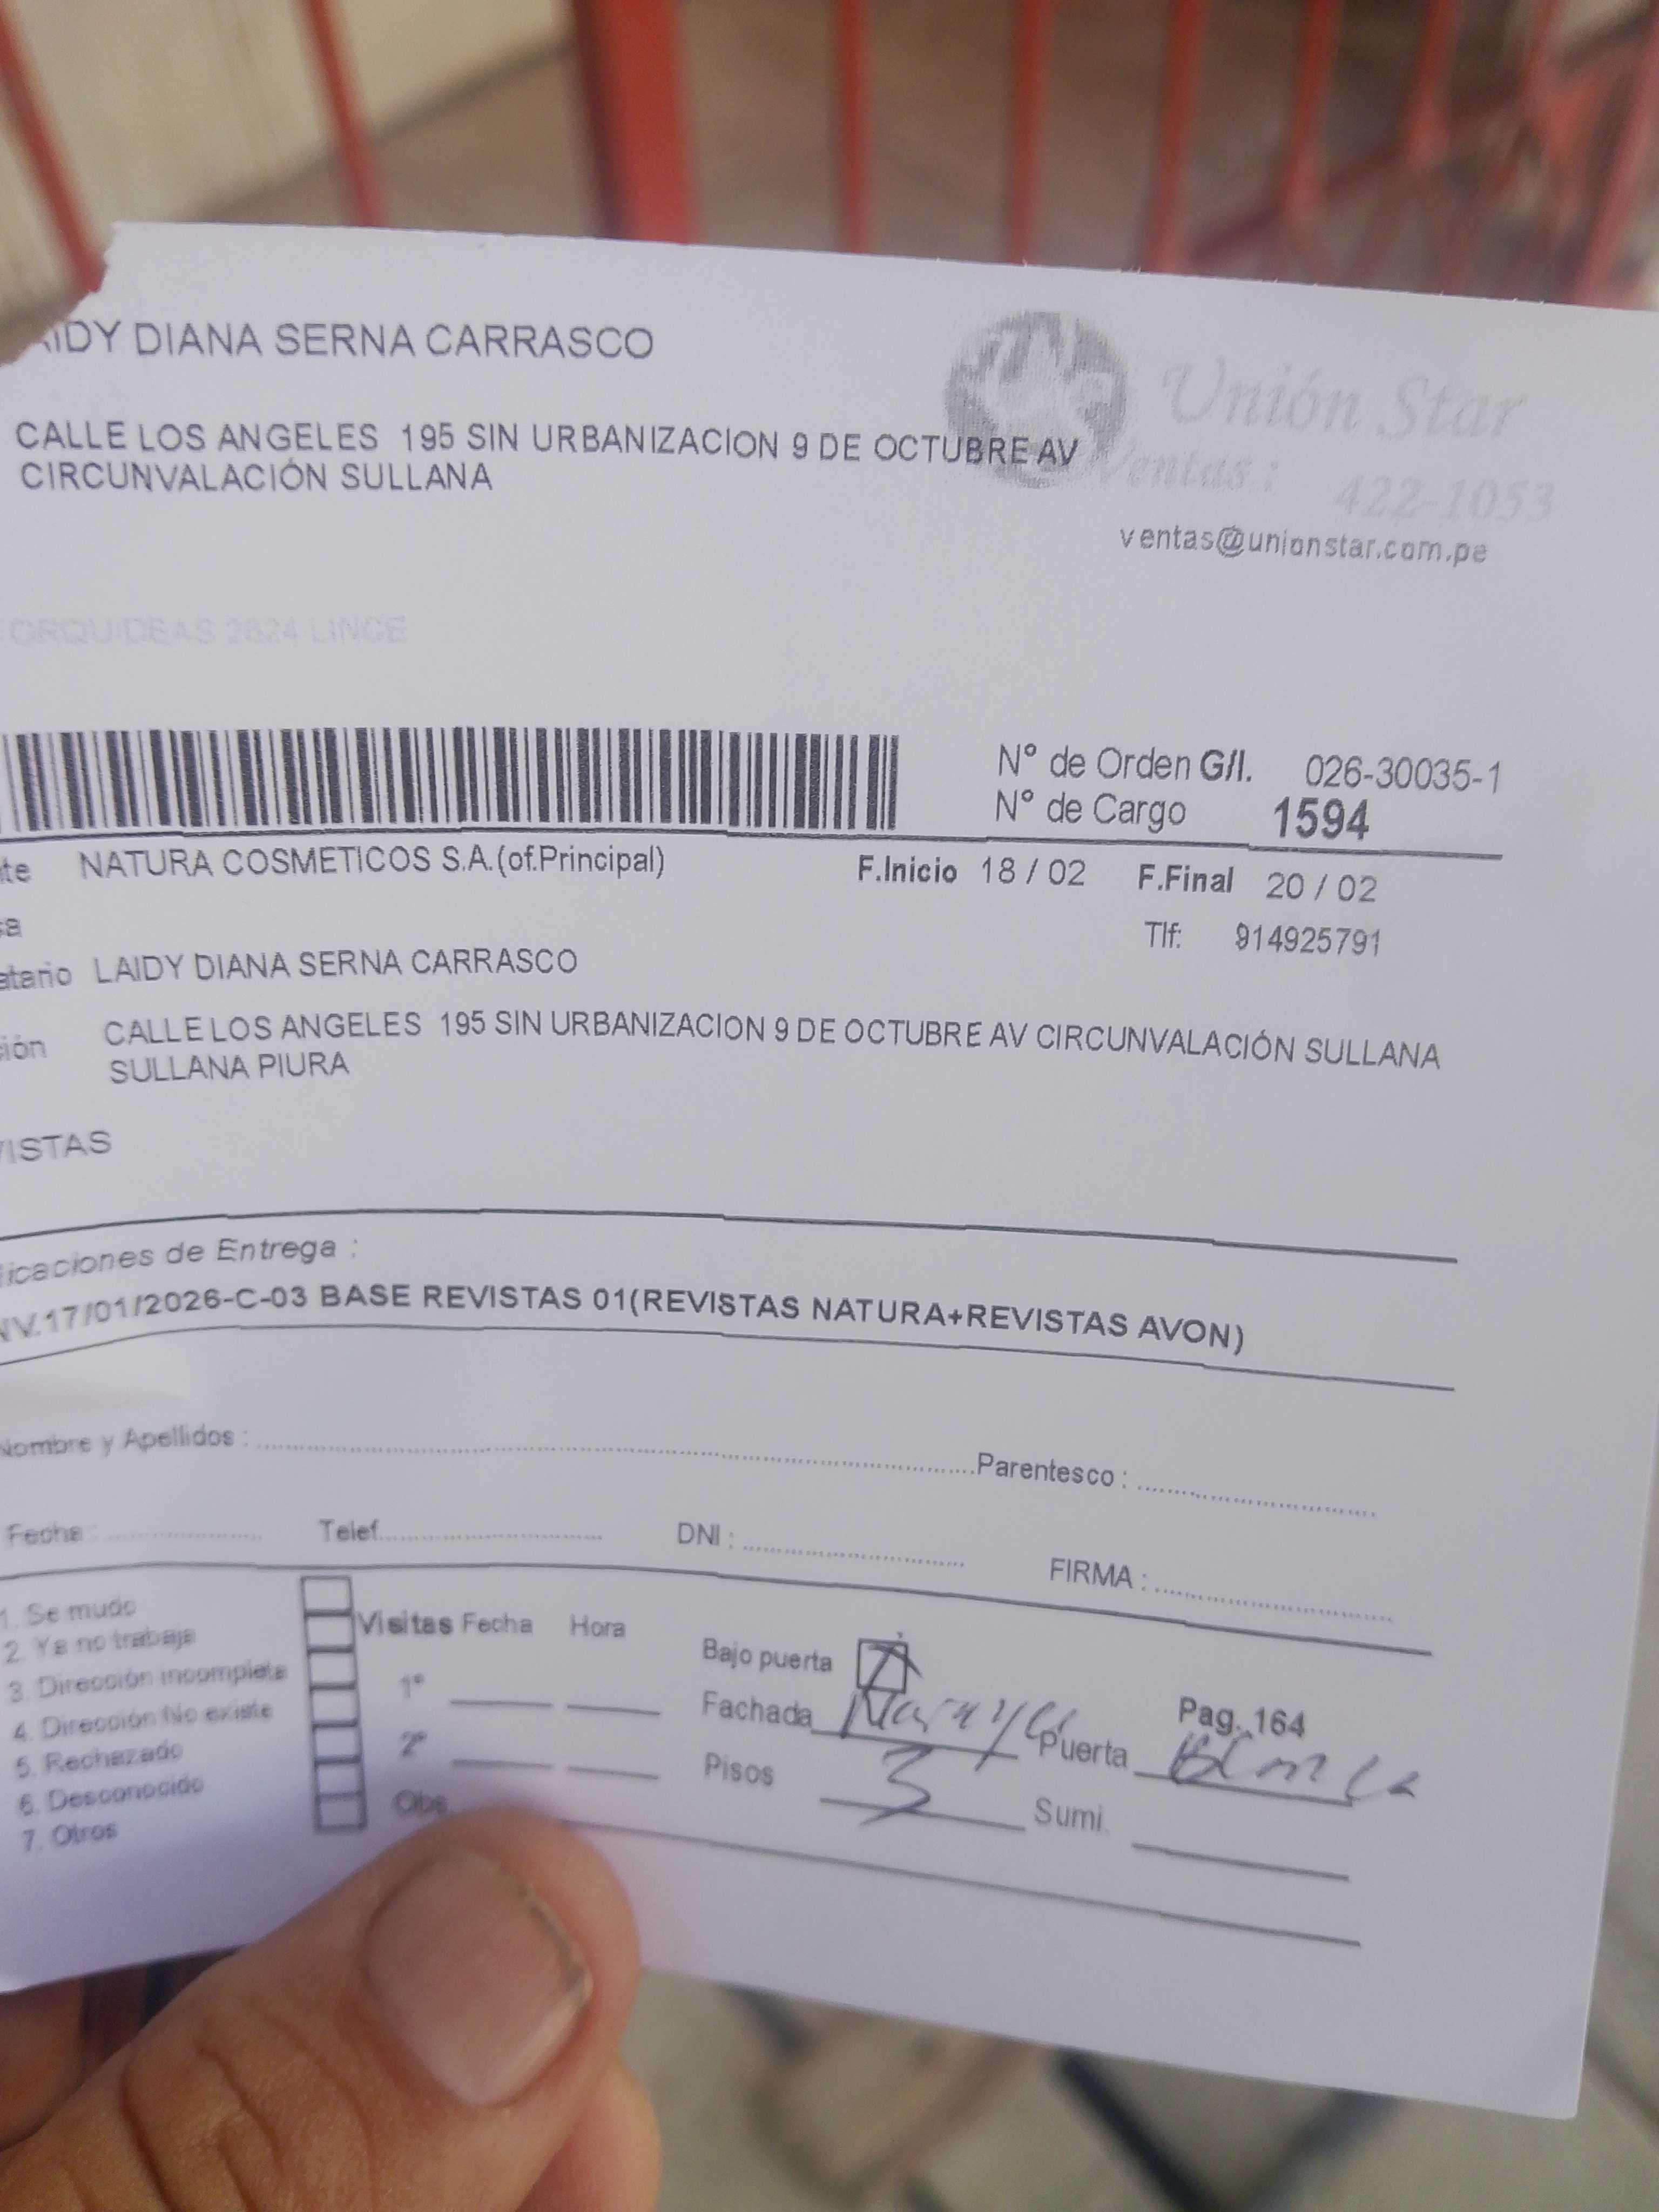 AIDY DIANA SERNA CARRASCO
Unión Star
CALLE LOS ANGELES 195 SIN URBANIZACION 9 DE OCTUBRE AV
CIRCUNVALACIÓN SULLANA
Ventas: 422-1053
ventas@unionstar.com.pe
ORQUIDEAS 2624 LINCE
N° de Orden G/I. 026-30035-1
N° de Cargo 1594
te NATURA COSMETICOS S.A.(of.Principal) F.Inicio 18 / 02 F.Final 20 / 02
sa
Tlf: 914925791
atario LAIDY DIANA SERNA CARRASCO
ción CALLE LOS ANGELES 195 SIN URBANIZACION 9 DE OCTUBRE AV CIRCUNVALACIÓN SULLANA
SULLANA PIURA
VISTAS
licaciones de Entrega :
NV.17/01/2026-C-03 BASE REVISTAS 01(REVISTAS NATURA+REVISTAS AVON)
Nombre y Apellidos : Parentesco :
Fecha : Telef. DNI : FIRMA :
1. Se mudo
2. Ya no trabaja
3. Dirección incompleta
4. Dirección No existe
5. Rechazado
6. Desconocido
7. Otros
Visitas Fecha Hora
1°
2°
Obs.
Bajo puerta
Fachada Naranja Pag. 164
Puerta Blanca
Pisos 3 Sumi.